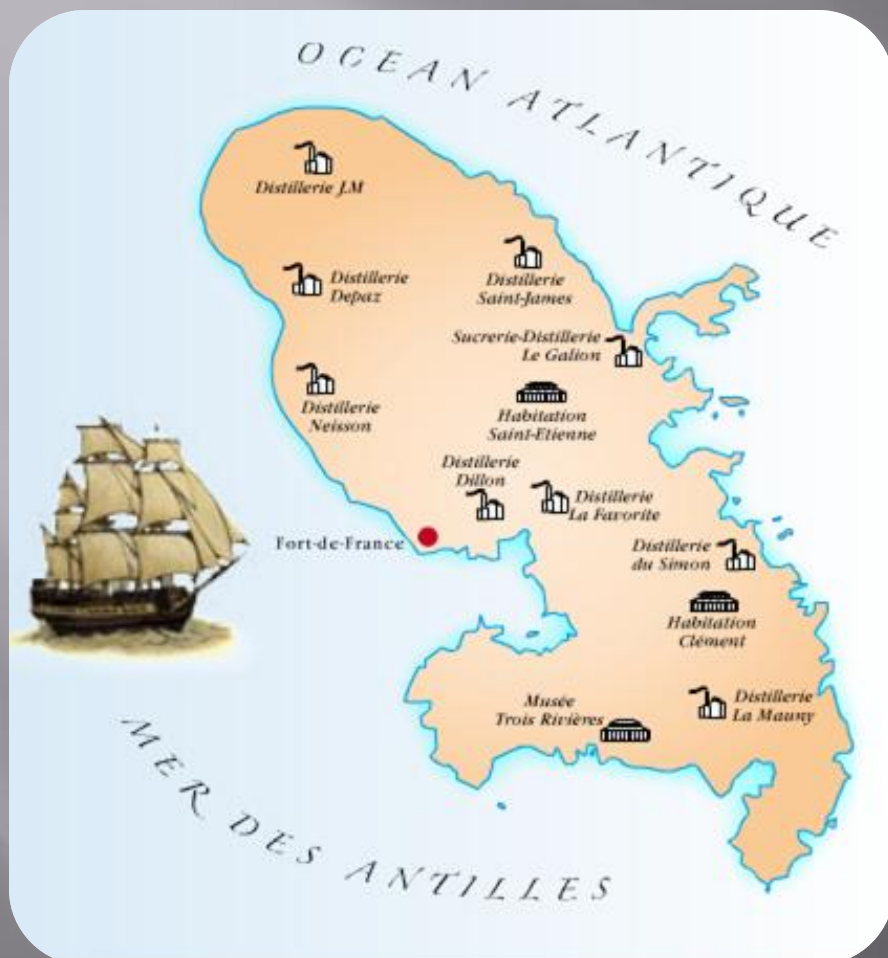 OCEAN ATLANTIQUE
Distillerie J.M
Distillerie
Depaz
Distillerie
Saint-James
Sucrerie-Distillerie
Le Galion
Distillerie
Neisson
Habitation
Saint-Etienne
Distillerie
Dillon
Distillerie
La Favorite
Fort-de-France
Distillerie
du Simon
Habitation
Clément
Musée
Trois Rivières
Distillerie
La Mauny
MER DES ANTILLES